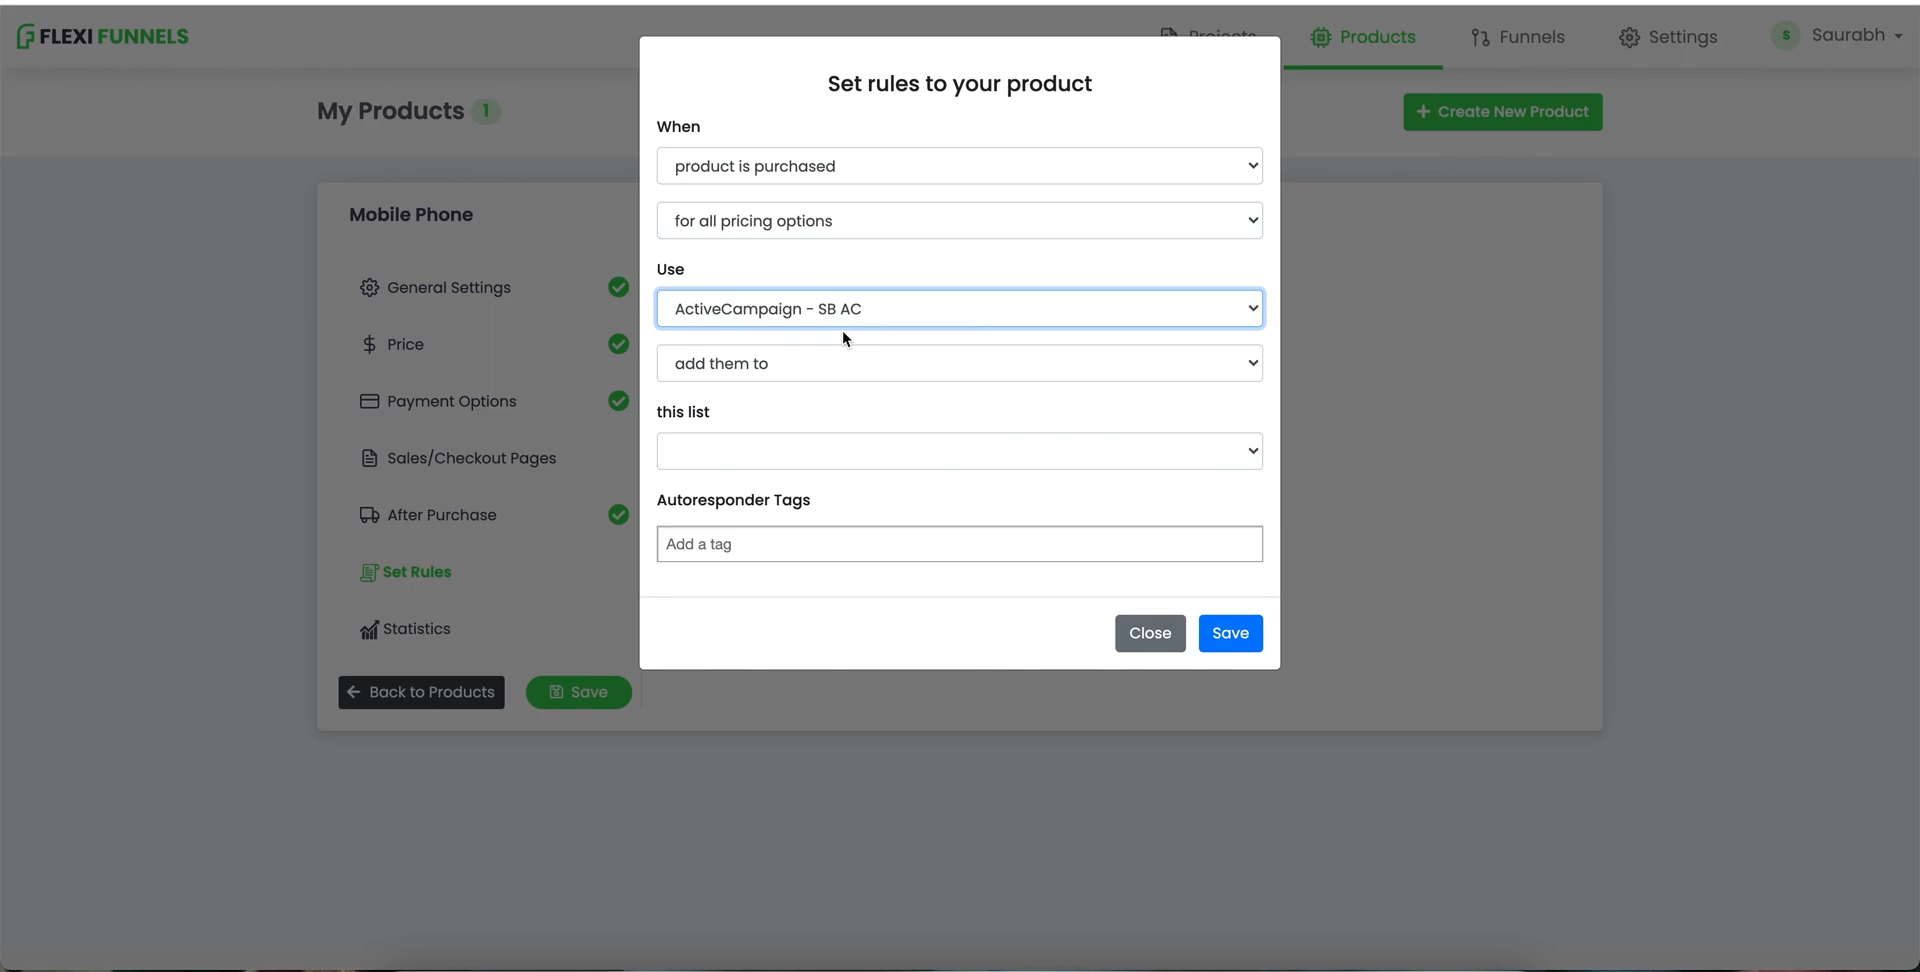 FLEXI FUNNELS
Projects
Products
Funnels
Settings
S
Saurabh
My Products 1
+ Create New Product
Mobile Phone
General Settings
Price
Payment Options
Sales/Checkout Pages
After Purchase
Set Rules
Statistics
Back to Products
Save
Set rules to your product
When
product is purchased
for all pricing options
Use
ActiveCampaign - SB AC
add them to
this list
Autoresponder Tags
Add a tag
Close
Save